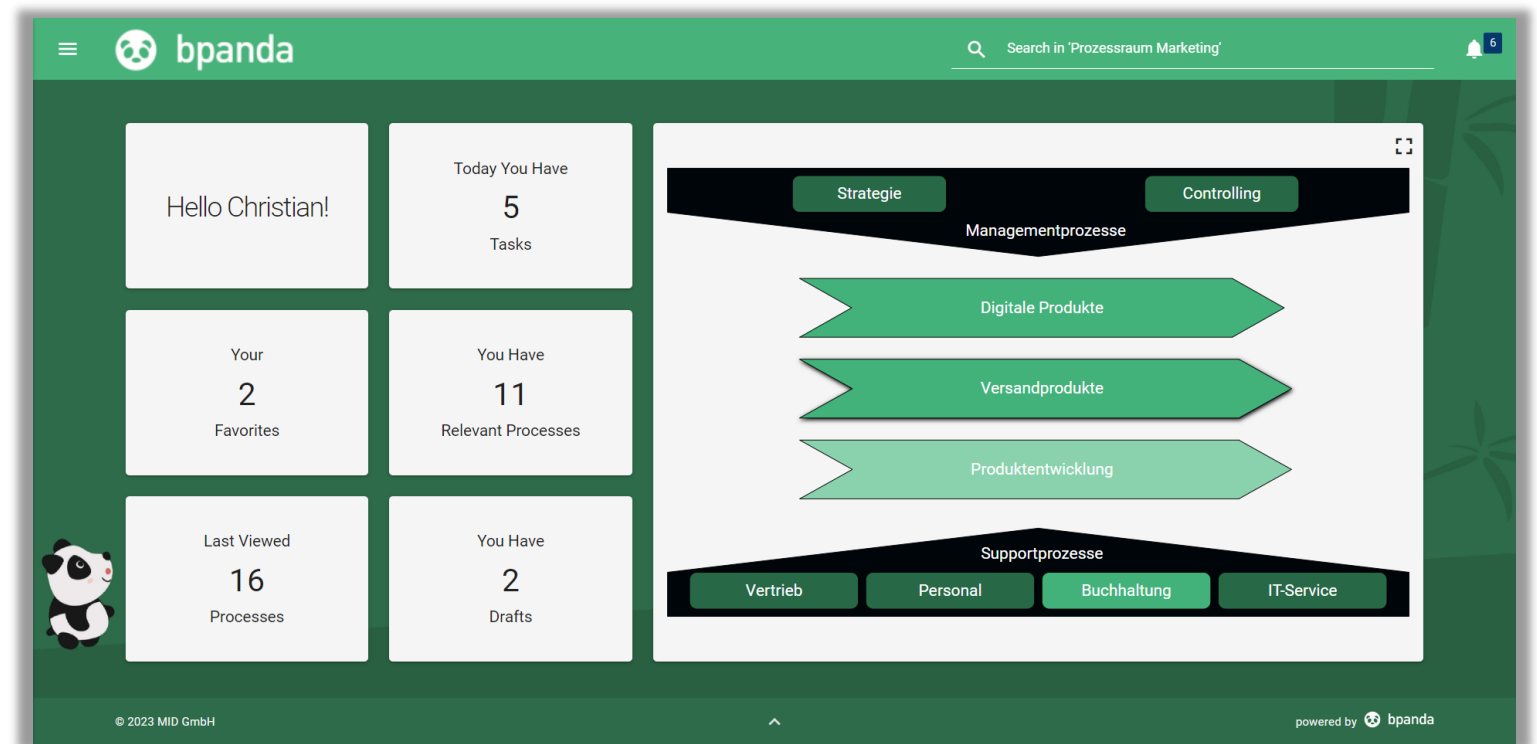 bpanda
Search in 'Prozessraum Marketing'
6
Hello Christian!
Today You Have
5
Tasks
Your
2
Favorites
You Have
11
Relevant Processes
Last Viewed
16
Processes
You Have
2
Drafts
Strategie
Controlling
Managementprozesse
Digitale Produkte
Versandprodukte
Produktentwicklung
Supportprozesse
Vertrieb
Personal
Buchhaltung
IT-Service
© 2023 MID GmbH
powered by bpanda